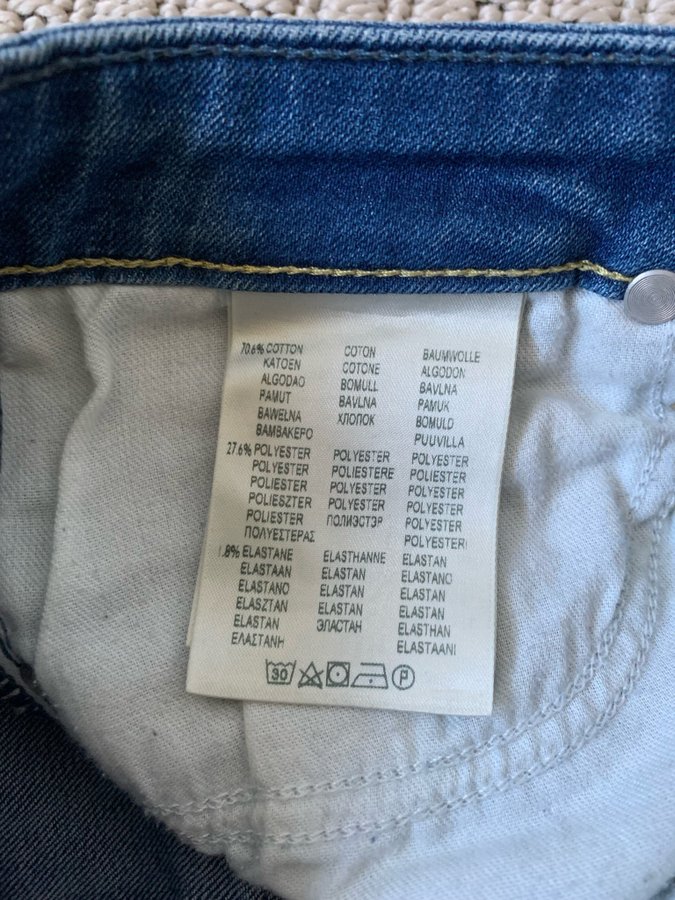 70.6% COTTON COTON BAUMWOLLE
KATOEN COTONE ALGODON
ALGODAO BOMULL BAVLNA
PAMUT BAVLNA PAMUK
BAWEŁNA ХЛОПОК BOMULD
ΒΑΜΒΑΚΕΡΟ PUUVILLA
27.6% POLYESTER POLYESTER POLYESTER
POLYESTER POLIESTERE POLYESTER
POLIESTER POLYESTER POLYESTER
POLIESZTER POLYESTER POLYESTER
POLIESTER ПОЛИЭСТЭР POLYESTER
ΠΟΛΥΕΣΤΕΡΑΣ POLYESTERI
1.8% ELASTANE ELASTHANNE ELASTAN
ELASTAAN ELASTAN ELASTANO
ELASTANO ELASTAN ELASTAN
ELASZTAN ELASTAN ELASTAN
ELASTAN ЭЛАСТАН ELASTHAN
ΕΛΑΣΤΑΝΗ ELASTAANI
30 P